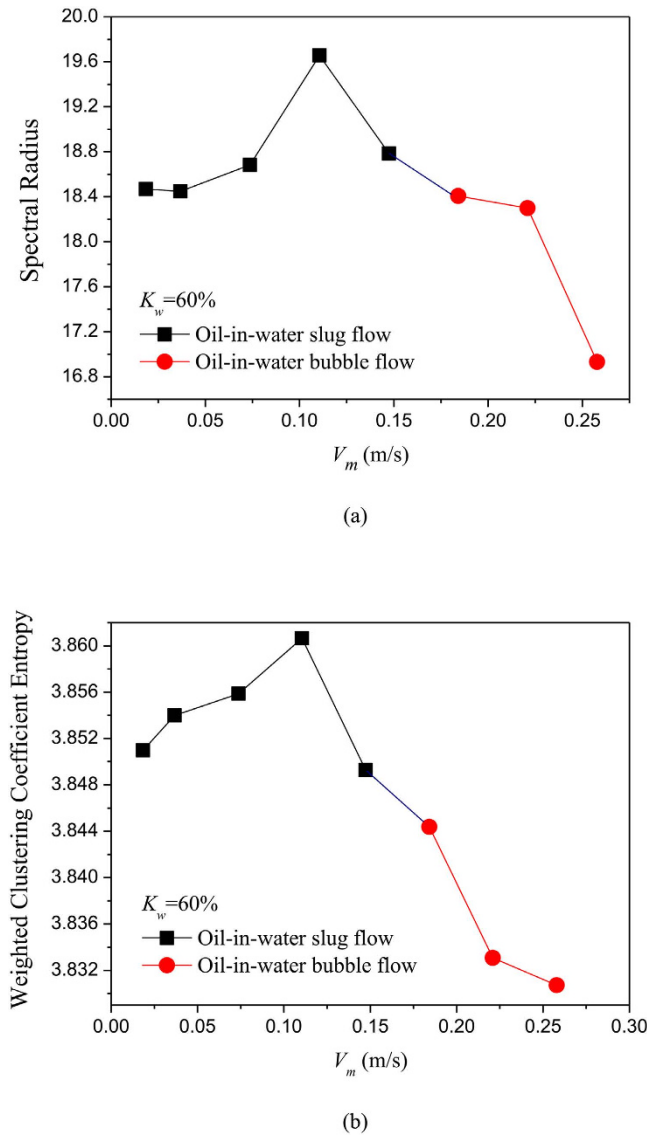 20.0
19.6
19.2
18.8
18.4
18.0
17.6
17.2
16.8
Spectral Radius
K_w=60%
Oil-in-water slug flow
Oil-in-water bubble flow
0.00 0.05 0.10 0.15 0.20 0.25
V_m (m/s)
(a)
3.860
3.856
3.852
3.848
3.844
3.840
3.836
3.832
Weighted Clustering Coefficient Entropy
K_w=60%
Oil-in-water slug flow
Oil-in-water bubble flow
0.00 0.05 0.10 0.15 0.20 0.25 0.30
V_m (m/s)
(b)